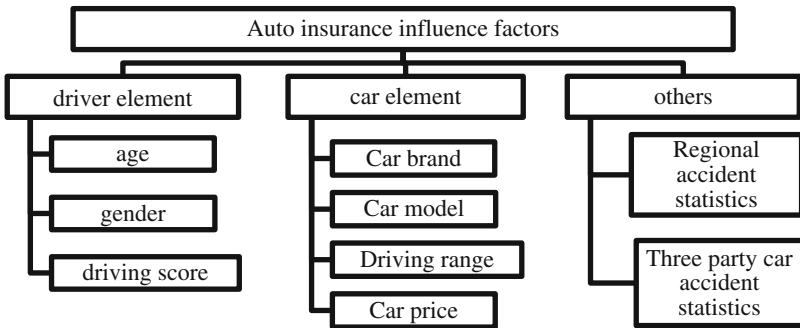 Auto insurance influence factors
driver element
age
gender
driving score
car element
Car brand
Car model
Driving range
Car price
others
Regional
accident
statistics
Three party car
accident
statistics